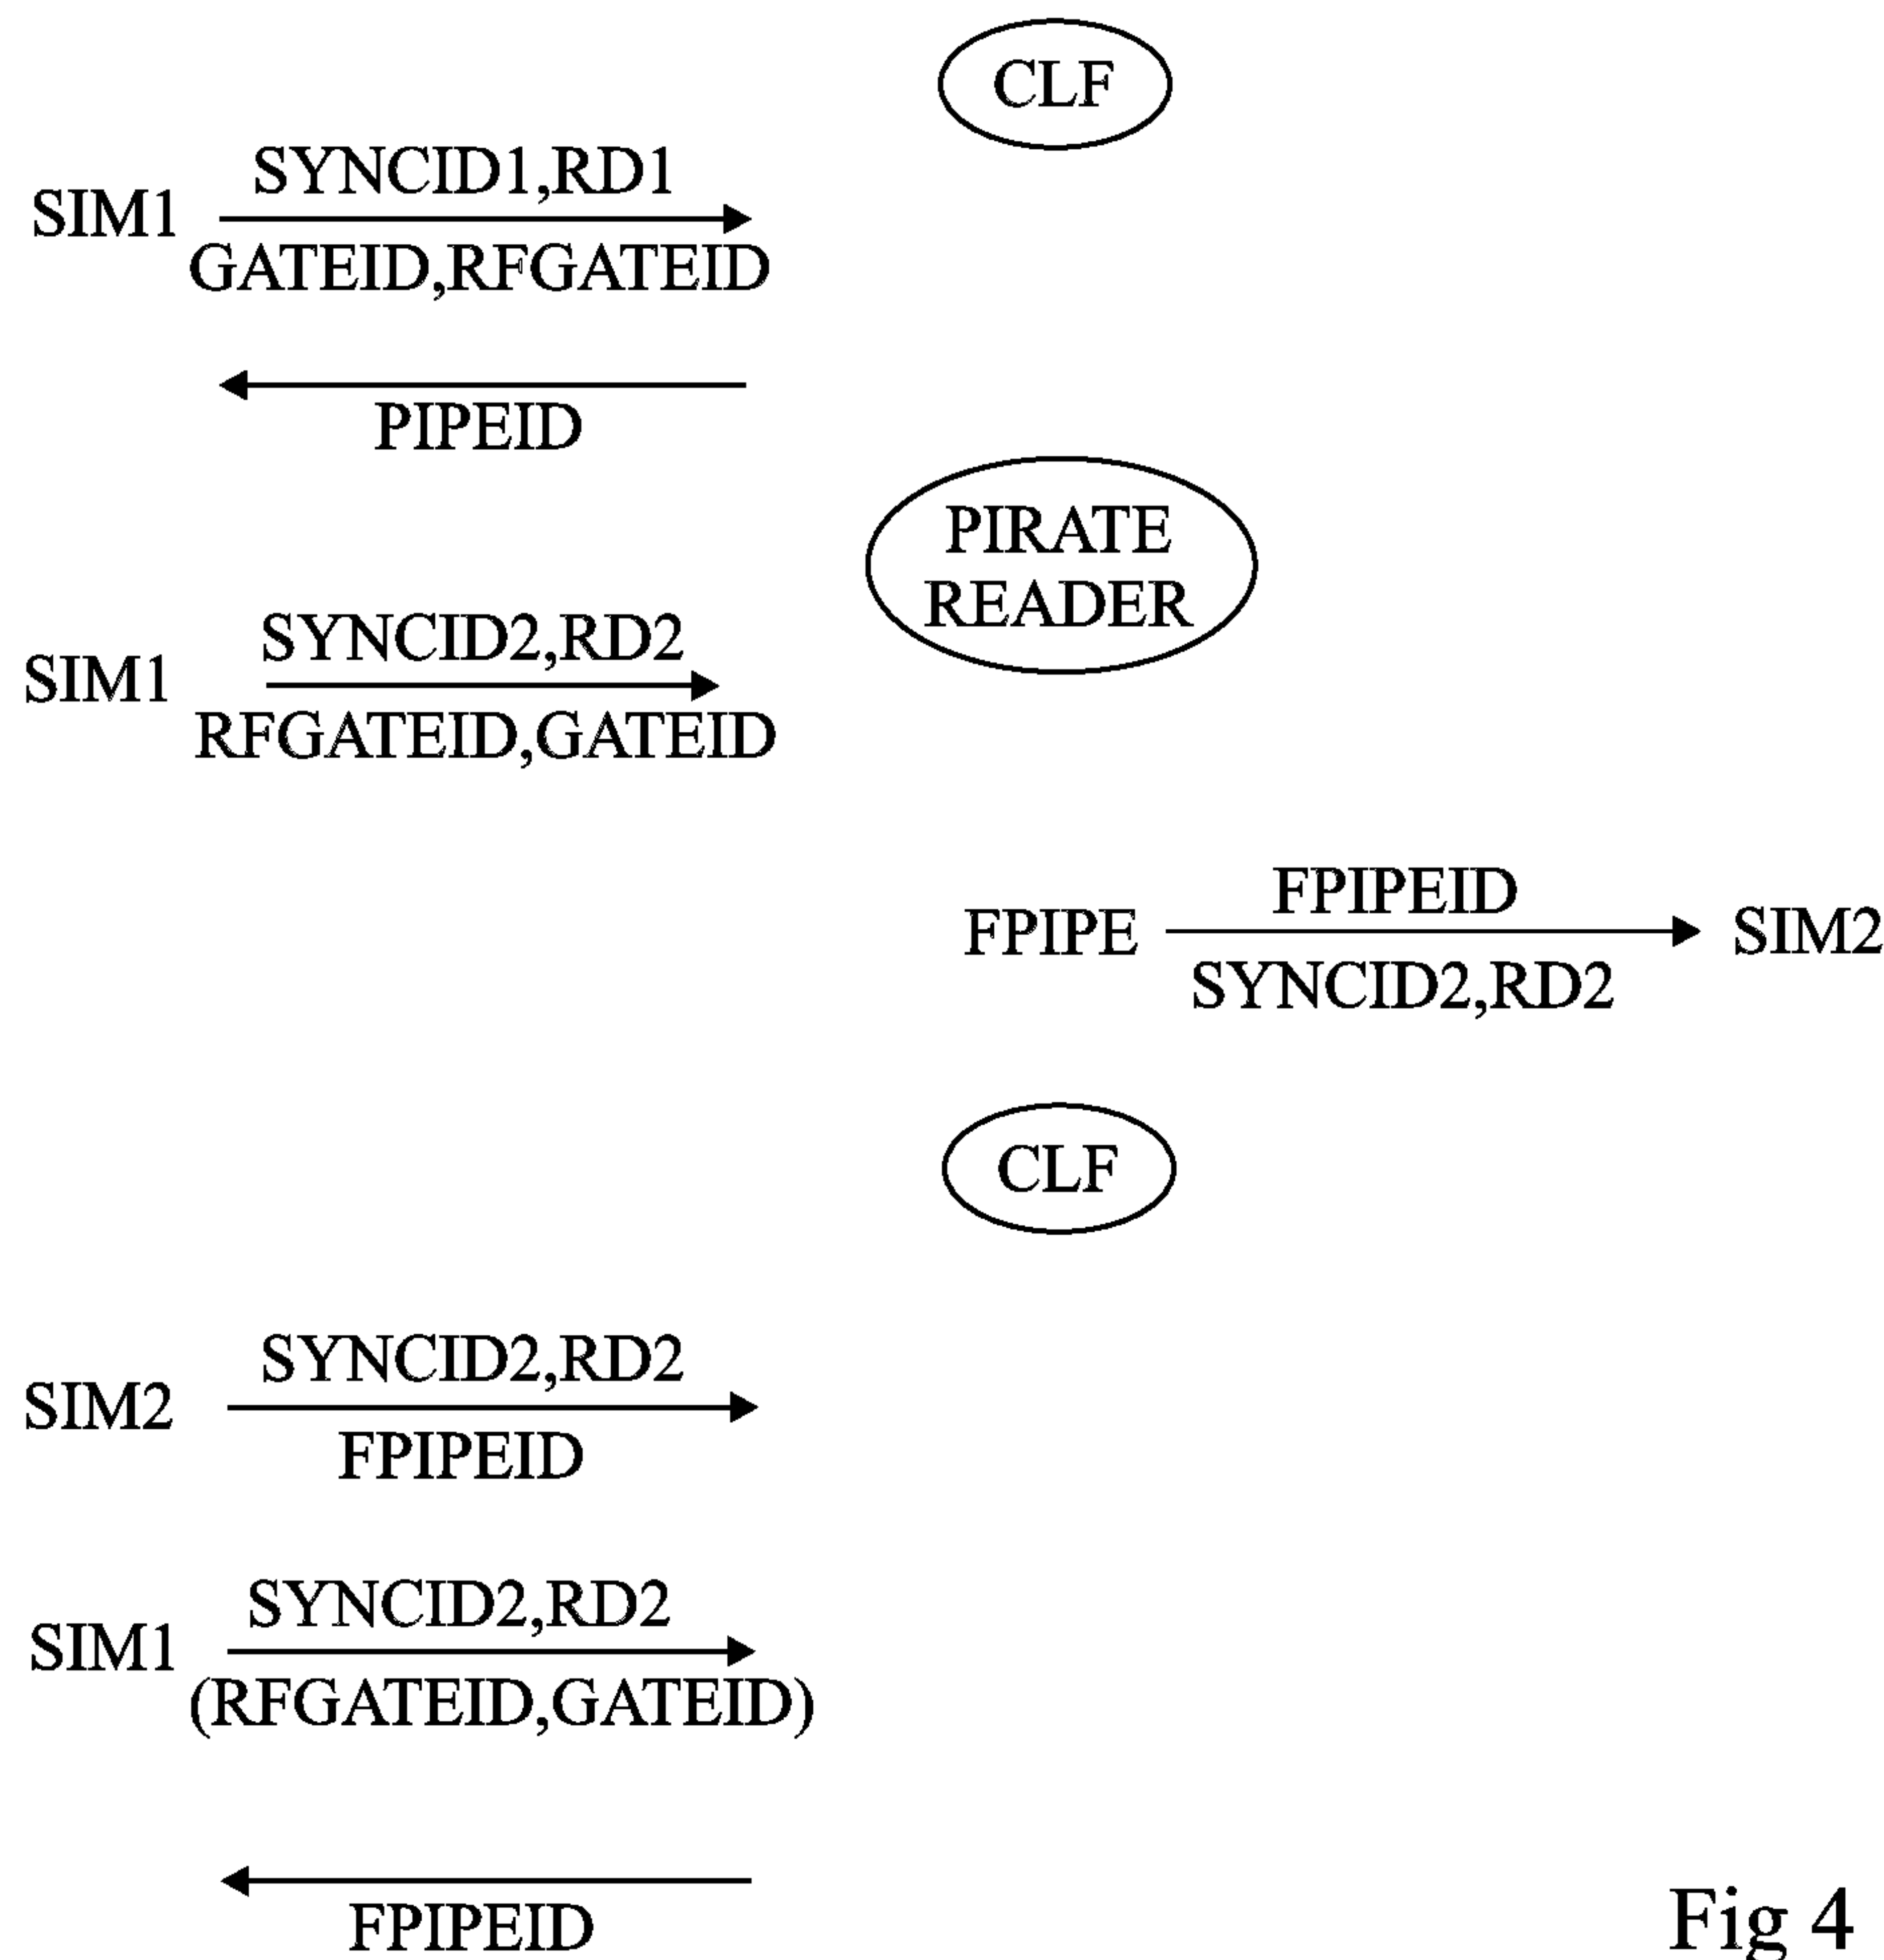 CLF
SYNCID1,RD1
SIM1
GATEID,RFGATEID
PIPEID
PIRATE
READER
SYNCID2,RD2
SIM1
RFGATEID,GATEID
FPIPEID
FPIPE
SIM2
SYNCID2,RD2
CLF
SYNCID2,RD2
SIM2
FPIPEID
SYNCID2,RD2
SIM1
(RFGATEID,GATEID)
FPIPEID
Fig 4